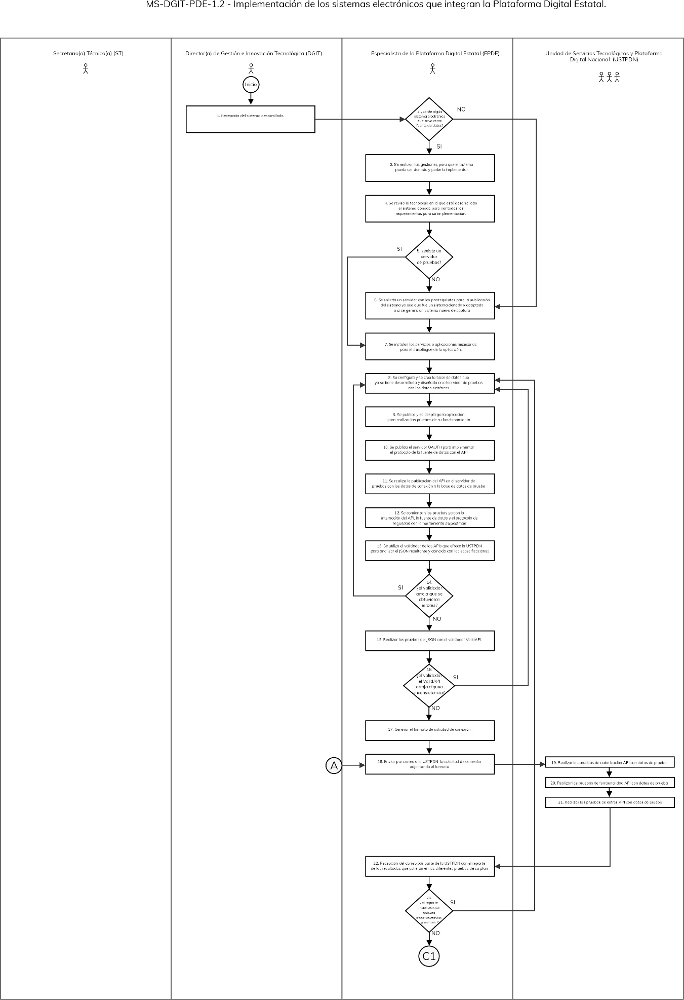 MS-DGIT-PDE-1.2 - Implementación de los sistemas electrónicos que integran la Plataforma Digital Estatal.
Secretario(a) Técnico(a) (ST)
Director(a) de Gestión e Innovación Tecnológica (DGIT)
Especialista de la Plataforma Digital Estatal (EPDE)
Unidad de Servicios Tecnológicos y Plataforma
Digital Nacional (USTPDN)
Inicio
1. Recepción del sistema desarrollado.
2. ¿Existe algún
sistema electrónico
que sirva como
fuente de datos?
NO
SI
3. Se realizan las gestiones para que el sistema
pueda ser donado y poderlo implementar
4. Se revisa la tecnología en la que está desarrollado
el sistema donado para ver todos los
requerimientos para su implementación.
SI
5. ¿existe un
servidor
de pruebas?
NO
6. Se solicita un servidor con los prerrequisitos para la publicación
del sistema ya sea que fue un sistema donado y adaptado
o si se generó un sistema nuevo de captura
7. Se instalan los servicios o aplicaciones necesarias
para el despliegue de la aplicación.
8. Se configura y se crea la base de datos que
ya se tiene desarrollada y diseñada en el servidor de pruebas
con los datos sintéticos
9. Se publica y se despliega la aplicación
para realizar las pruebas de su funcionamiento
10. Se publica el servidor OAUTH para implementar
el protocolo de la fuente de datos con el API
11. Se realiza la publicación del API en el servidor de
pruebas con los datos de conexión a la base de datos de prueba
12. Se comienzan las pruebas ya con la
interacción del API, la fuente de datos y el protocolo de
seguridad con la herramienta de postman
13. Se utiliza el validador de las APIs que ofrece la USTPDN
para analizar el JSON resultante y coincida con las especificaciones
SI
14.
¿el validador
arroja que se
obtuvieron
errores?
NO
15. Realizar las pruebas del JSON con el validador ValidAPI.
16.
¿el validador
el ValidAPI
arroja alguna
inconsistencia?
SI
NO
17. Generar el formato de solicitud de conexión
A
18. Enviar por correo a la USTPDN la solicitud de conexión
adjuntando el formato
19. Realizar las pruebas de autorización API con datos de prueba
20. Realizar las pruebas de funcionalidad API con datos de prueba
21. Realizar las pruebas de estrés API con datos de prueba
22. Recepción del correo por parte de la USTPDN con el reporte
de los resultados que salieron en las diferentes pruebas de su plan
23.
¿el reporte
muestra que
existen
inconsistencias
o errores ?
SI
NO
C1